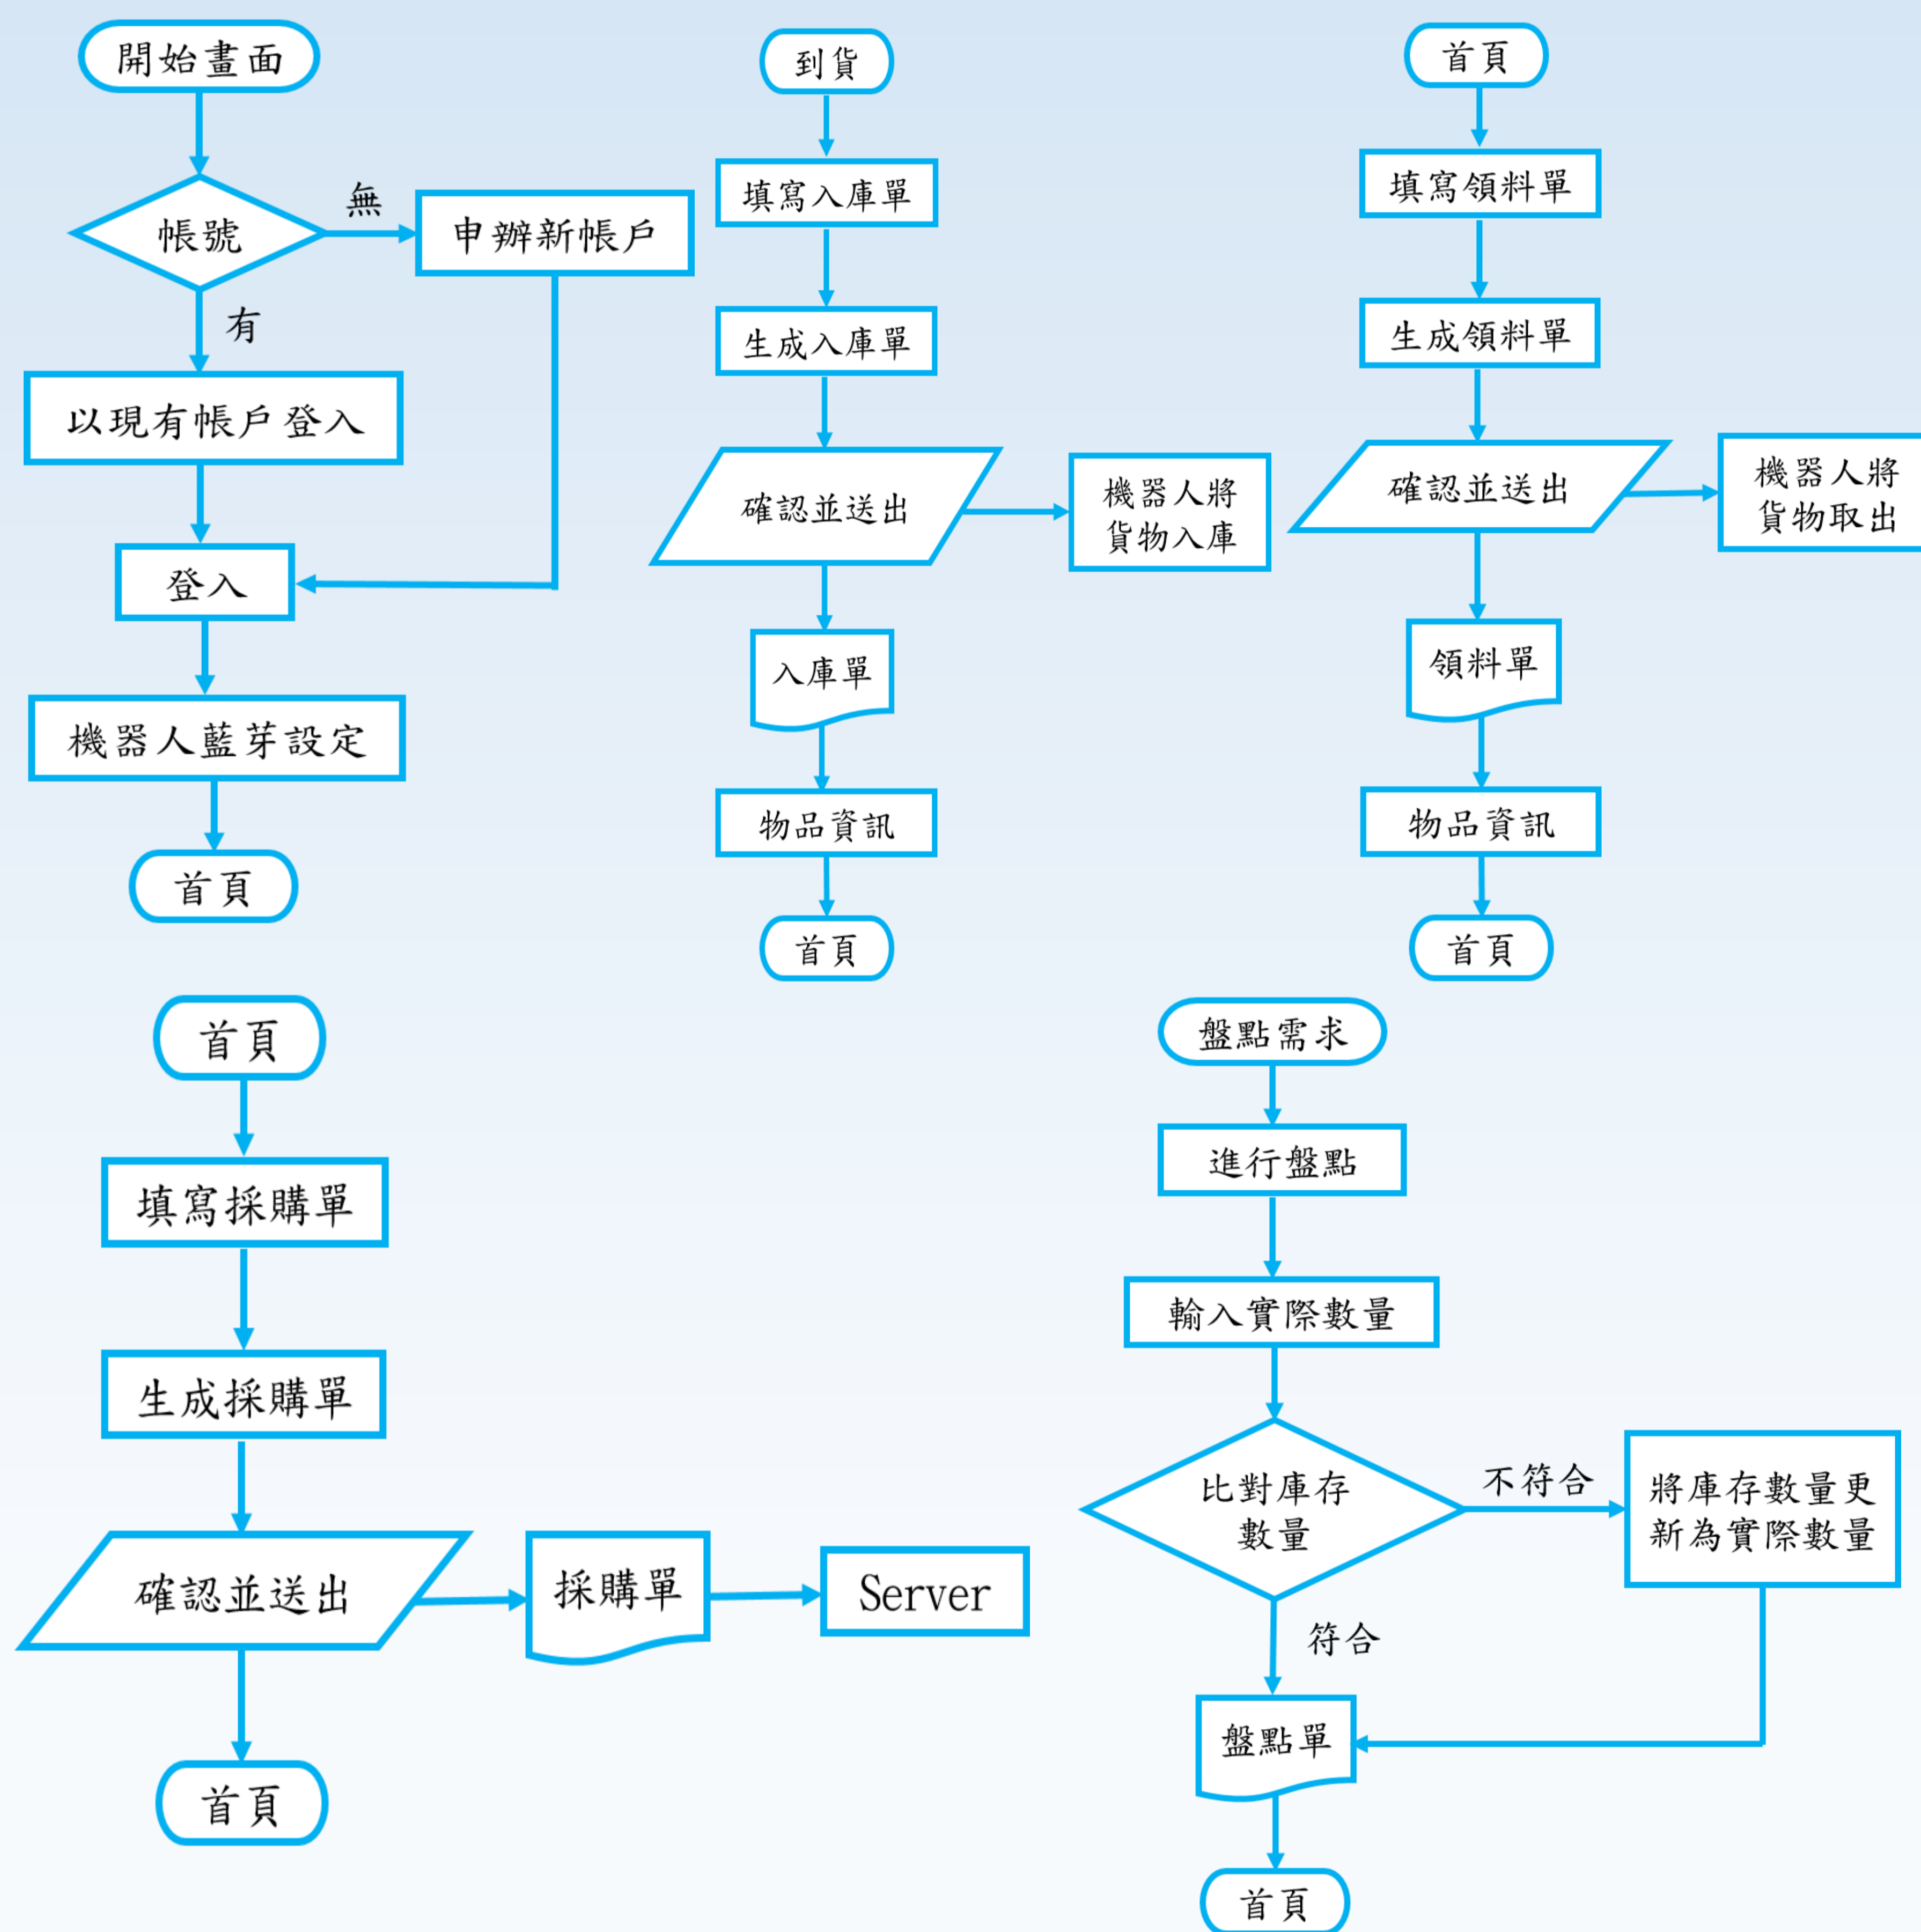 開始畫面
帳號
無
申辦新帳戶
有
以現有帳戶登入
登入
機器人藍芽設定
首頁
到貨
填寫入庫單
生成入庫單
確認並送出
機器人將
貨物入庫
入庫單
物品資訊
首頁
首頁
填寫領料單
生成領料單
確認並送出
機器人將
貨物取出
領料單
物品資訊
首頁
首頁
填寫採購單
生成採購單
確認並送出
採購單
Server
首頁
盤點需求
進行盤點
輸入實際數量
比對庫存
數量
不符合
將庫存數量更
新為實際數量
符合
盤點單
首頁